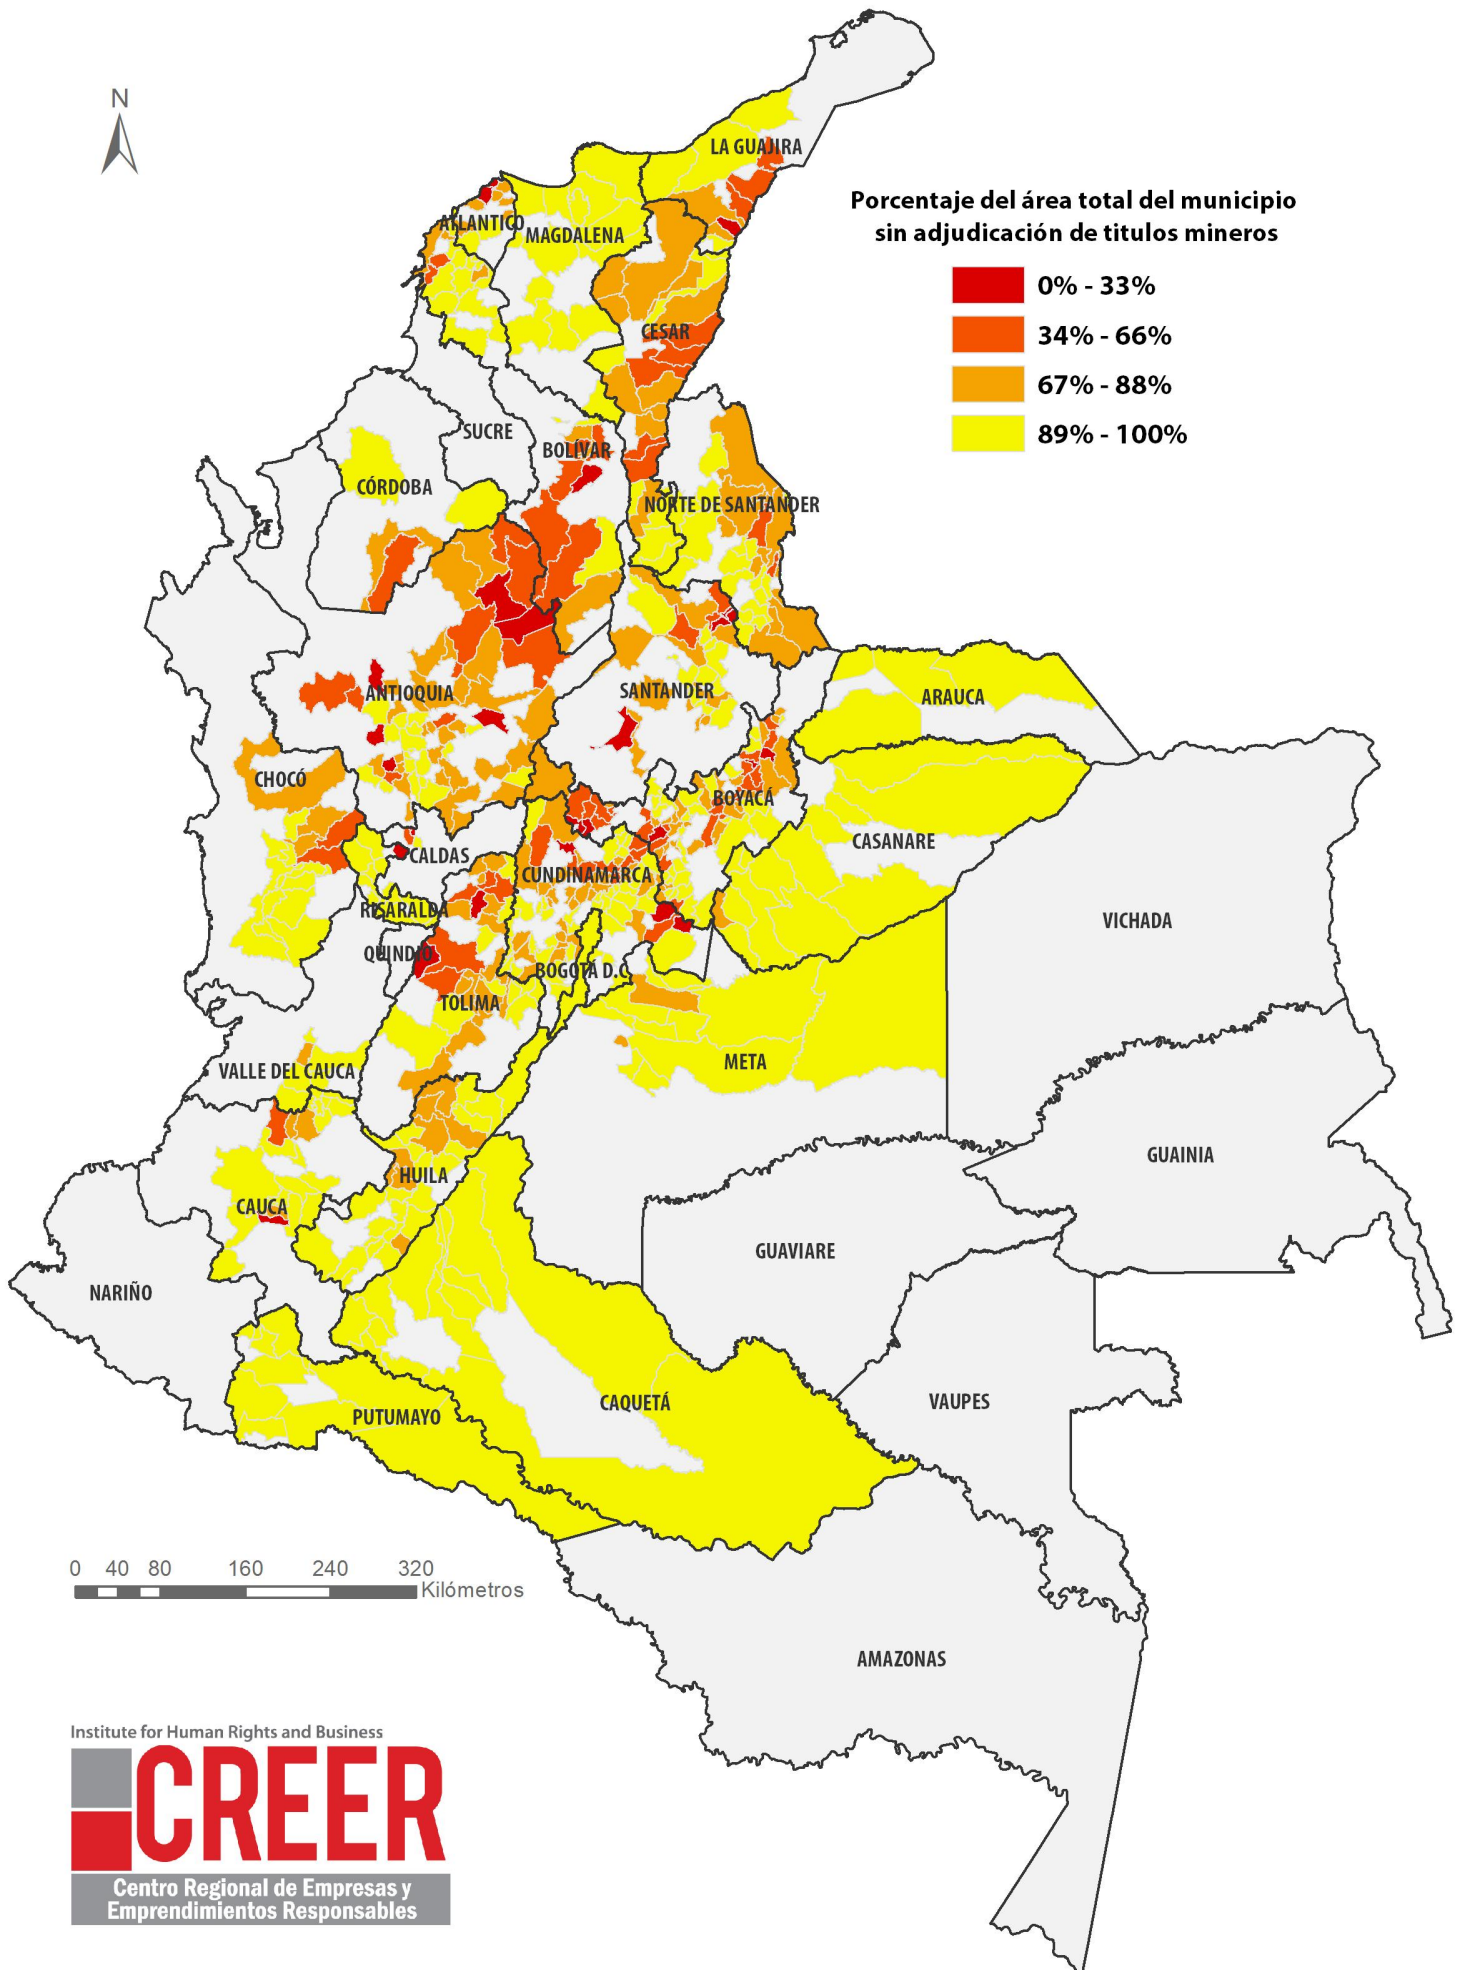 N
LA GUAJIRA
Porcentaje del área total del municipio
sin adjudicación de titulos mineros
0% - 33%
34% - 66%
67% - 88%
89% - 100%
ATLANTICO
MAGDALENA
CESAR
SUCRE
BOLÍVAR
CÓRDOBA
NORTE DE SANTANDER
ANTIOQUIA
SANTANDER
ARAUCA
CHOCÓ
BOYACÁ
CASANARE
CALDAS
CUNDINAMARCA
RISARALDA
VICHADA
QUINDIO
BOGOTA D.C
TOLIMA
VALLE DEL CAUCA
META
GUAINIA
HUILA
CAUCA
GUAVIARE
NARIÑO
CAQUETÁ
VAUPES
PUTUMAYO
0 40 80 160 240 320
Kilómetros
AMAZONAS
Institute for Human Rights and Business
CREER
Centro Regional de Empresas y
Emprendimientos Responsables